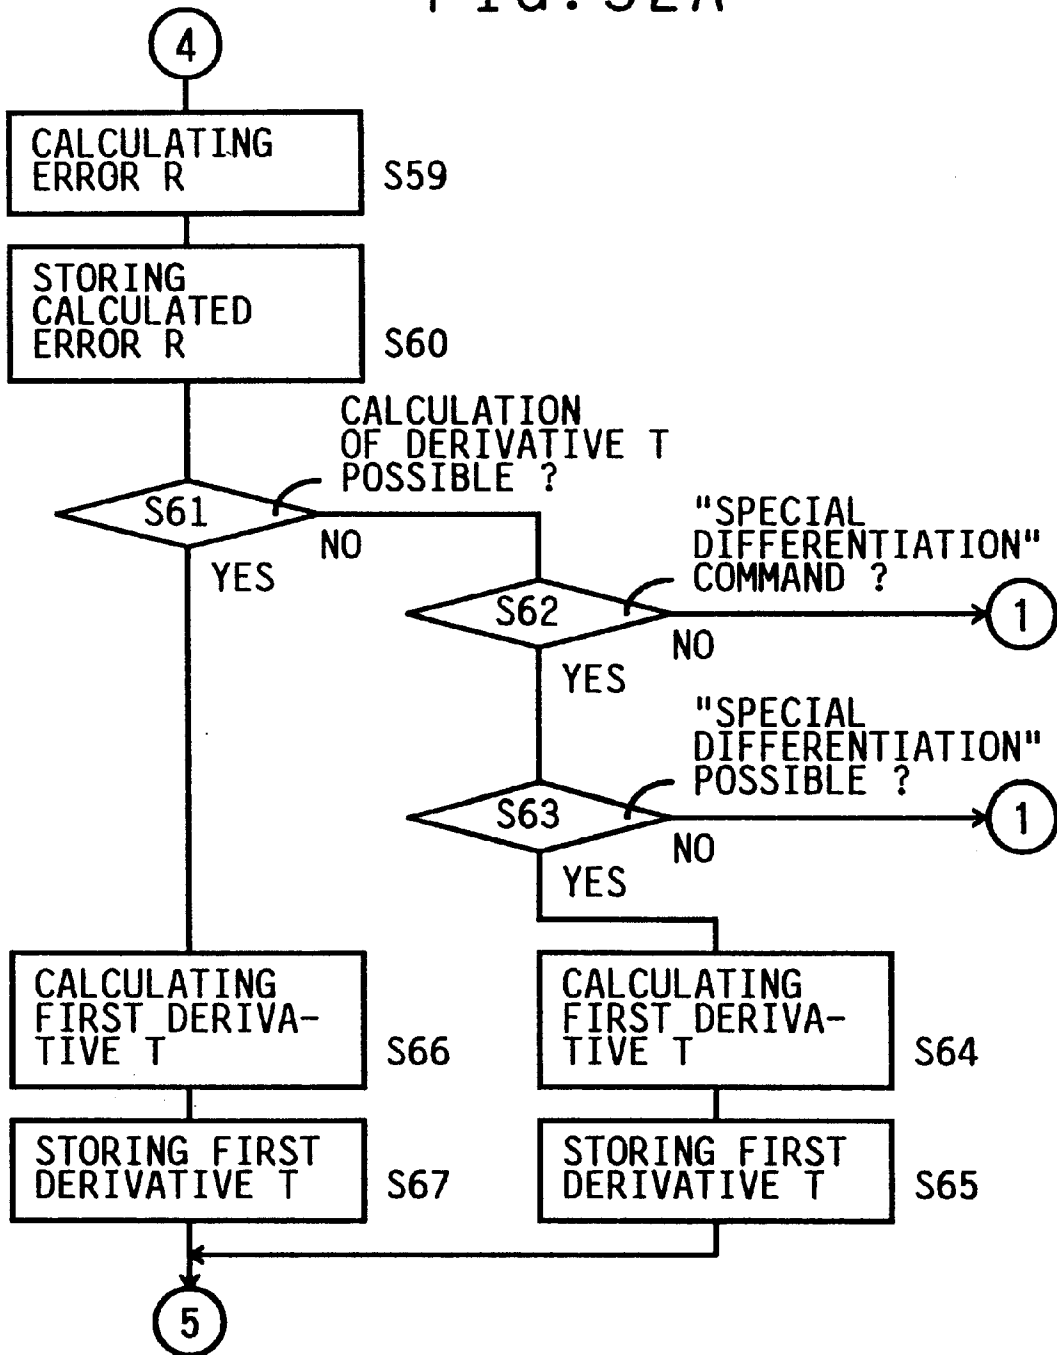 4
CALCULATING
ERROR R
S59
STORING
CALCULATED
ERROR R
S60
CALCULATION
OF DERIVATIVE T
POSSIBLE ?
S61
NO
YES
"SPECIAL
DIFFERENTIATION"
COMMAND ?
S62
1
NO
YES
"SPECIAL
DIFFERENTIATION"
POSSIBLE ?
S63
1
NO
YES
CALCULATING
FIRST DERIVA-
TIVE T
S66
CALCULATING
FIRST DERIVA-
TIVE T
S64
STORING FIRST
DERIVATIVE T
S67
STORING FIRST
DERIVATIVE T
S65
5